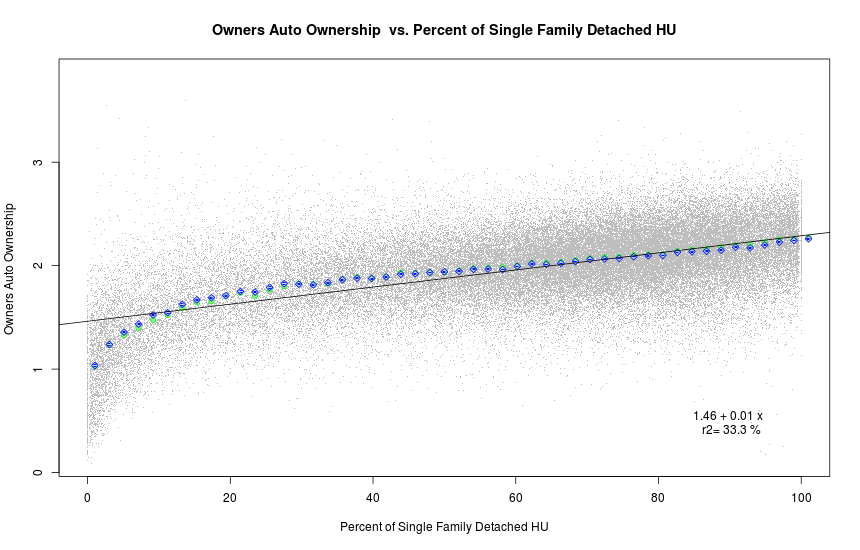 Owners Auto Ownership  vs. Percent of Single Family Detached HU
Owners Auto Ownership
3
2
1
0
1.46 + 0.01 x
r2= 33.3 %
0 20 40 60 80 100
Percent of Single Family Detached HU